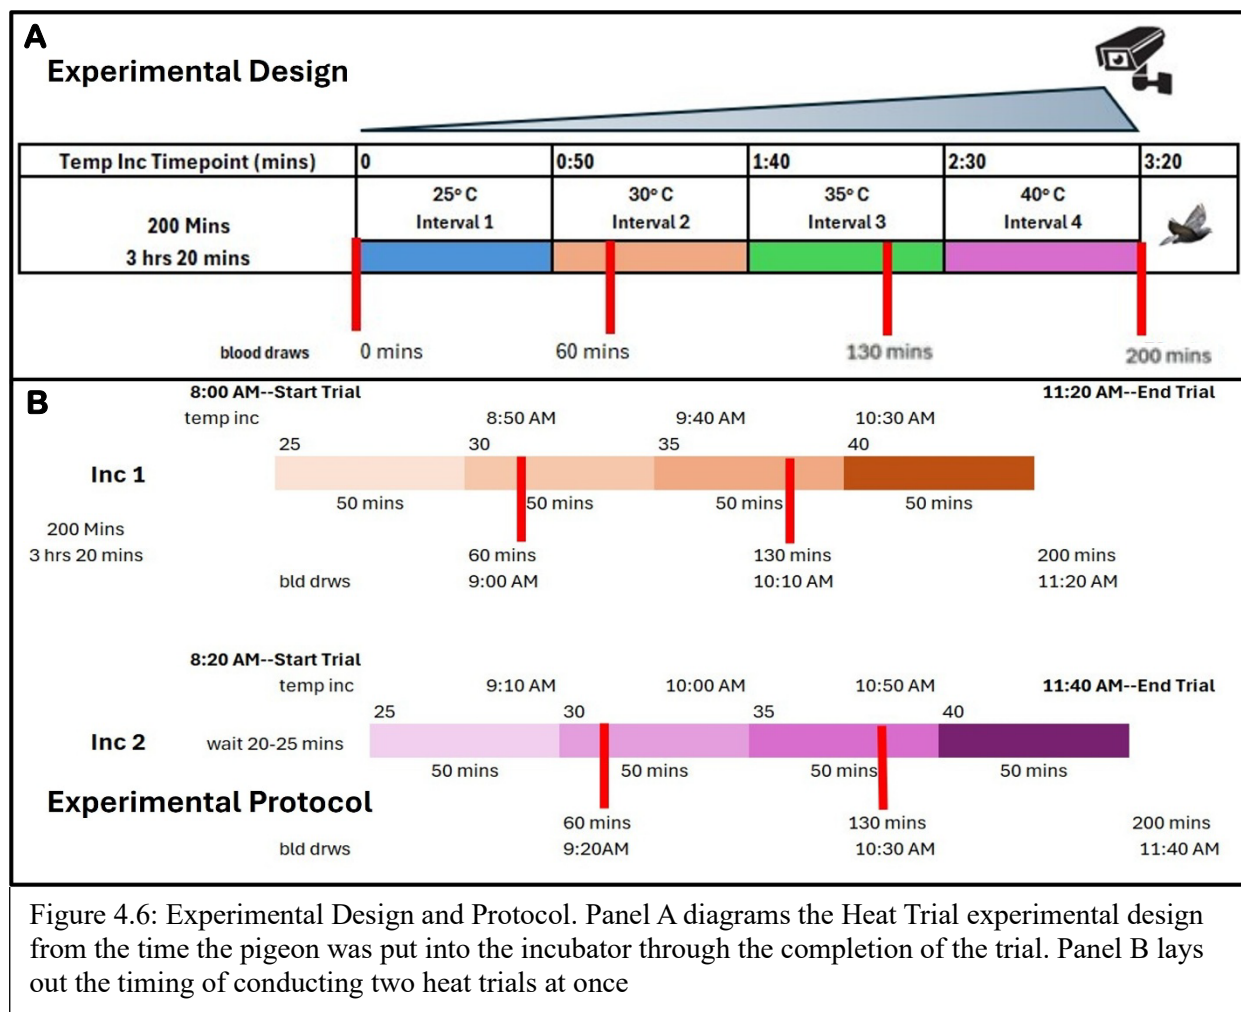 A
Experimental Design
Temp Inc Timepoint (mins) 0 0:50 1:40 2:30 3:20
25° C 30° C 35° C 40° C
200 Mins Interval 1 Interval 2 Interval 3 Interval 4
3 hrs 20 mins
blood draws 0 mins 60 mins 130 mins 200 mins
B
8:00 AM--Start Trial 11:20 AM--End Trial
temp inc 8:50 AM 9:40 AM 10:30 AM
25 30 35 40
Inc 1
50 mins 50 mins 50 mins 50 mins
200 Mins
3 hrs 20 mins 60 mins 130 mins 200 mins
bld drws 9:00 AM 10:10 AM 11:20 AM
8:20 AM--Start Trial
temp inc 9:10 AM 10:00 AM 10:50 AM 11:40 AM--End Trial
25 30 35 40
Inc 2 wait 20-25 mins
50 mins 50 mins 50 mins 50 mins
Experimental Protocol
60 mins 130 mins 200 mins
bld drws 9:20AM 10:30 AM 11:40 AM
Figure 4.6: Experimental Design and Protocol. Panel A diagrams the Heat Trial experimental design
from the time the pigeon was put into the incubator through the completion of the trial. Panel B lays
out the timing of conducting two heat trials at once